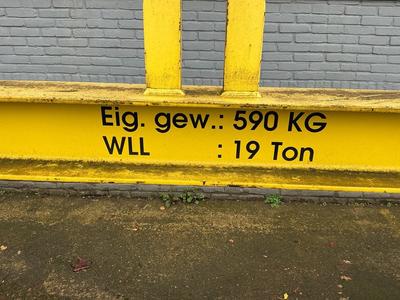 Eig. gew.: 590 KG
WLL : 19 Ton